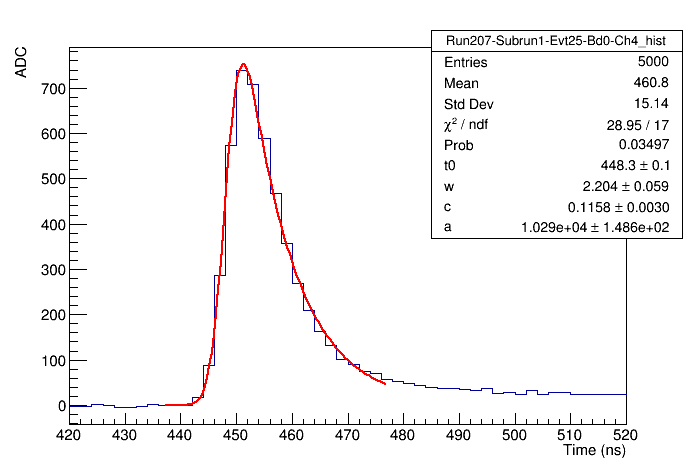 Run207-Subrun1-Evt25-Bd0-Ch4_hist
Entries 5000
Mean 460.8
Std Dev 15.14
χ² / ndf 28.95 / 17
Prob 0.03497
t0 448.3 ± 0.1
w 2.204 ± 0.059
c 0.1158 ± 0.0030
a 1.029e+04 ± 1.486e+02
ADC
700
600
500
400
300
200
100
0
420 430 440 450 460 470 480 490 500 510 520
Time (ns)